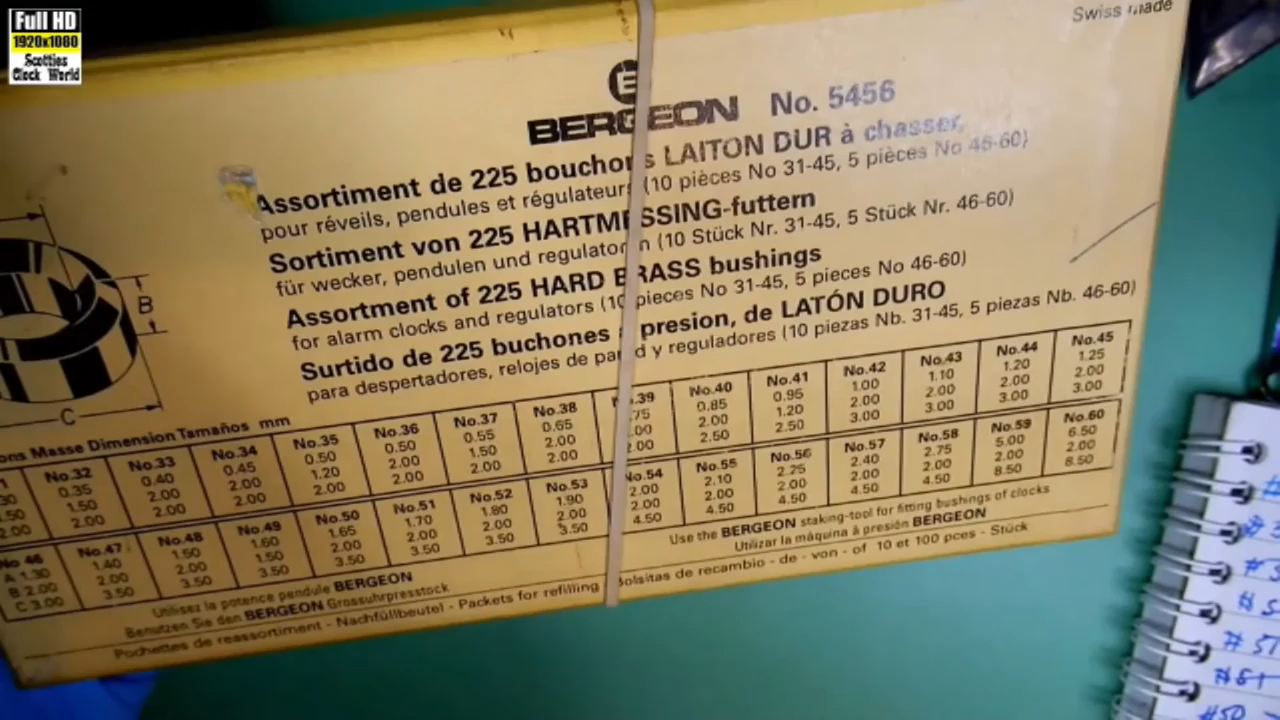 Full HD
1920x1080
Scotties
Clock World
Swiss made
E
BERGEON No. 5456
Assortiment de 225 bouchons LAITON DUR à chasser,
pour réveils, pendules et régulateurs (10 pièces No 31-45, 5 pièces No 46-60)
Sortiment von 225 HARTMESSING-futtern
für wecker, pendulen und regulatoren (10 Stück Nr. 31-45, 5 Stück Nr. 46-60)
Assortment of 225 HARD BRASS bushings
for alarm clocks and regulators (10 pieces No 31-45, 5 pieces No 46-60)
Surtido de 225 buchones a presion, de LATÓN DURO
para despertadores, relojes de pared y reguladores (10 piezas Nb. 31-45, 5 piezas Nb. 46-60)
B
C
ons Masse Dimension Tamaños mm
No.32 No.33 No.34 No.35 No.36 No.37 No.38 .39 No.40 No.41 No.42 No.43 No.44 No.45
0.35 0.40 0.45 0.50 0.50 0.55 0.65 .75 0.85 0.95 1.00 1.10 1.20 1.25
1.50 2.00 2.00 1.20 2.00 1.50 2.00 .00 2.00 1.20 2.00 2.00 2.00 2.00
2.00 2.00 2.00 2.00 2.00 2.00 2.00 2.00 2.50 2.50 3.00 3.00 3.00 3.00
No 46 No.47 No.48 No.49 No.50 No.51 No.52 No.53 No.54 No.55 No.56 No.57 No.58 No.59 No.60
A 1.30 1.40 1.50 1.60 1.65 1.70 1.80 1.90 2.00 2.10 2.25 2.40 2.75 5.00 6.50
B 2.00 2.00 2.00 1.50 2.00 2.00 2.00 2.00 2.00 2.00 2.00 2.00 2.00 2.00 2.00
C 3.00 3.50 3.50 3.50 3.50 3.50 3.50 3.50 4.50 4.50 4.50 4.50 4.50 8.50 8.50
Utilisez la potence pendule BERGEON
Use the BERGEON staking-tool for fitting bushings of clocks
Benutzen Sie den BERGEON Grossuhrpresstock
Utilizar la màquina à presión BERGEON
Pochettes de reassortiment - Nachfüllbeutel - Packets for refilling Bolsitas de recambio - de - von - of 10 et 100 pces - Stück